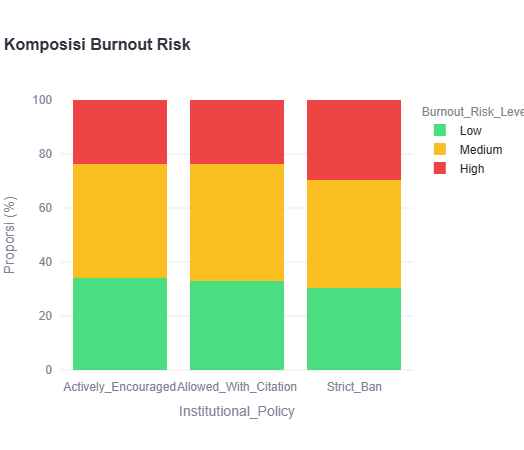 Komposisi Burnout Risk
Burnout_Risk_Leve
Low
Medium
High
Proporsi (%)
100
80
60
40
20
0
Actively_Encouraged
Allowed_With_Citation
Strict_Ban
Institutional_Policy